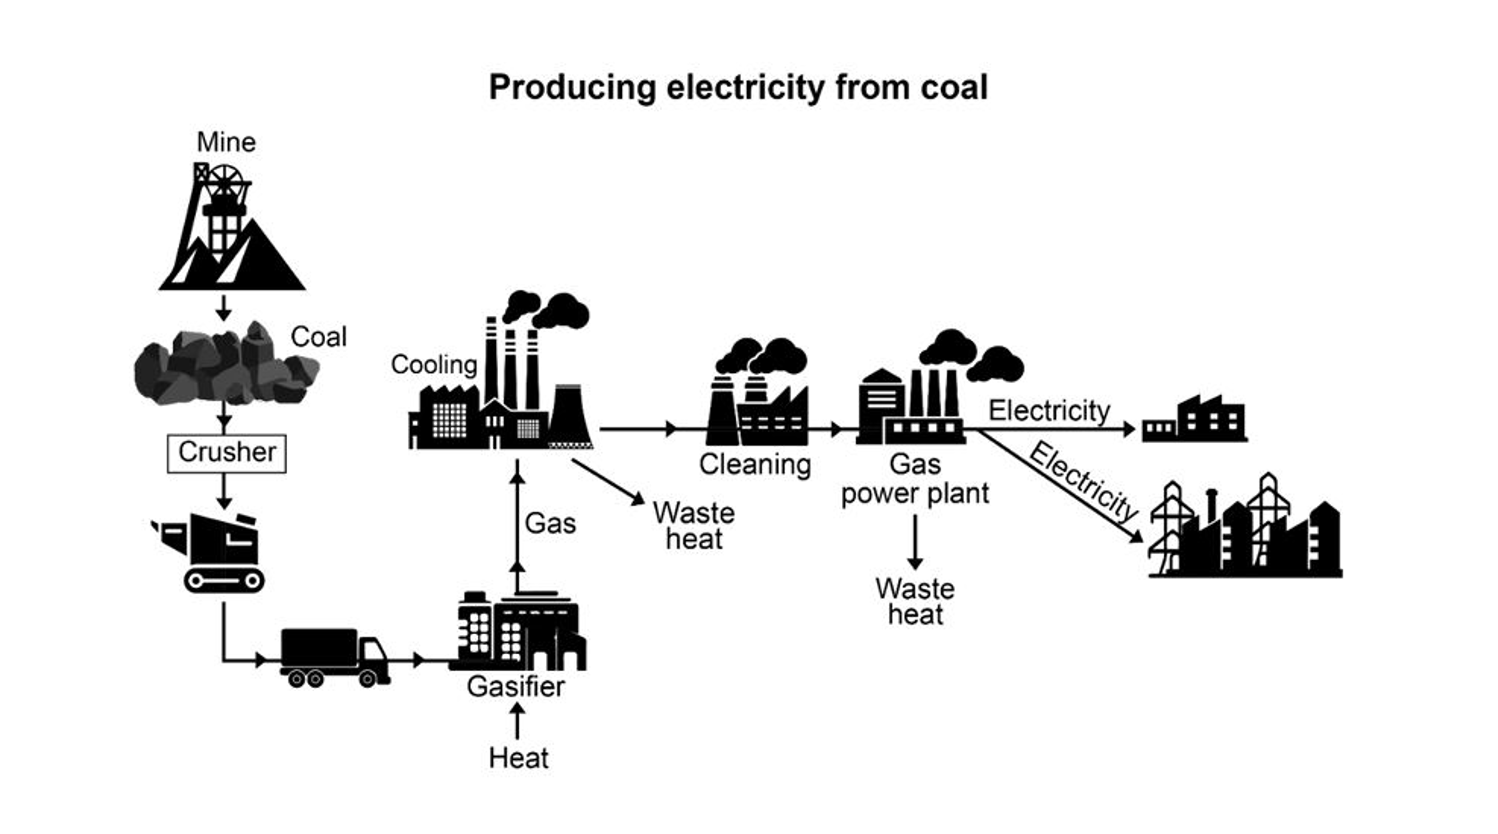 Producing electricity from coal
Mine
Coal
Crusher
Gasifier
Heat
Gas
Cooling
Waste
heat
Cleaning
Gas
power plant
Waste
heat
Electricity
Electricity